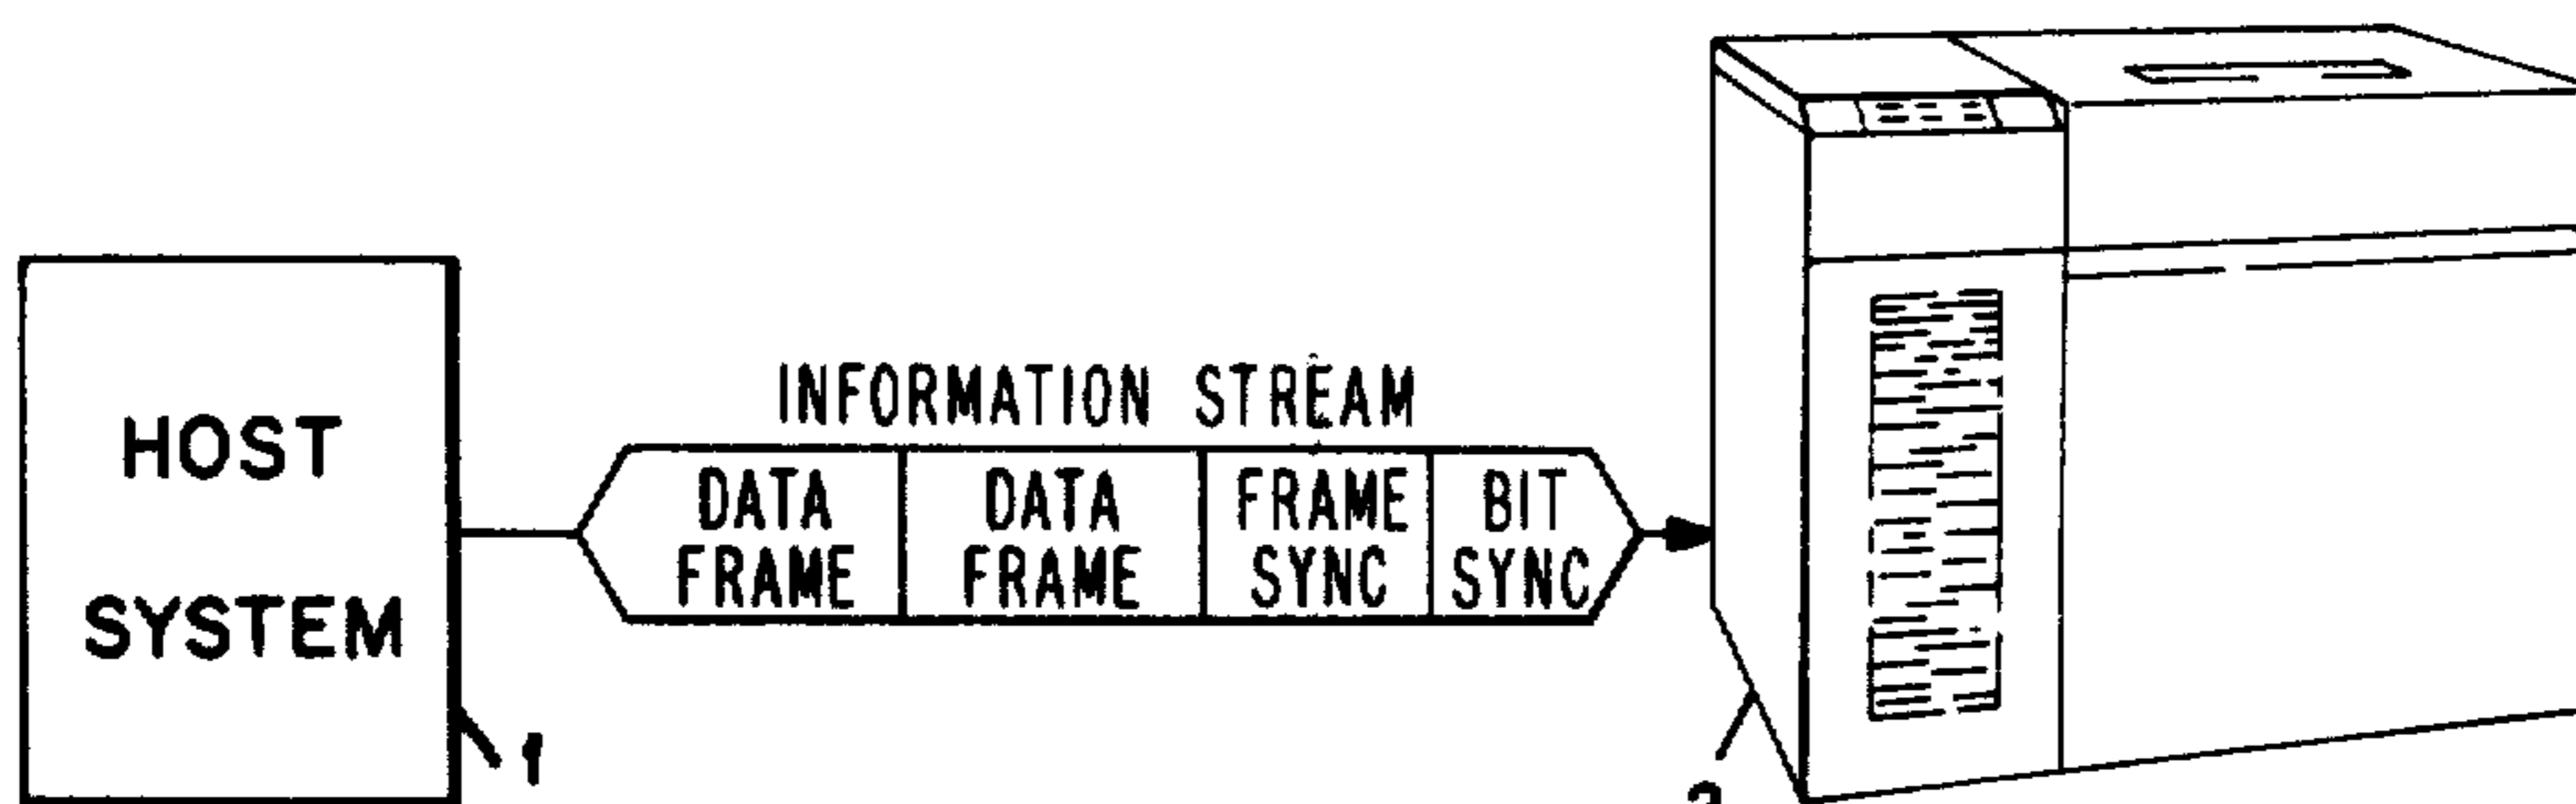 INFORMATION STREAM
HOST
SYSTEM
DATA
FRAME
DATA
FRAME
FRAME
SYNC
BIT
SYNC
1